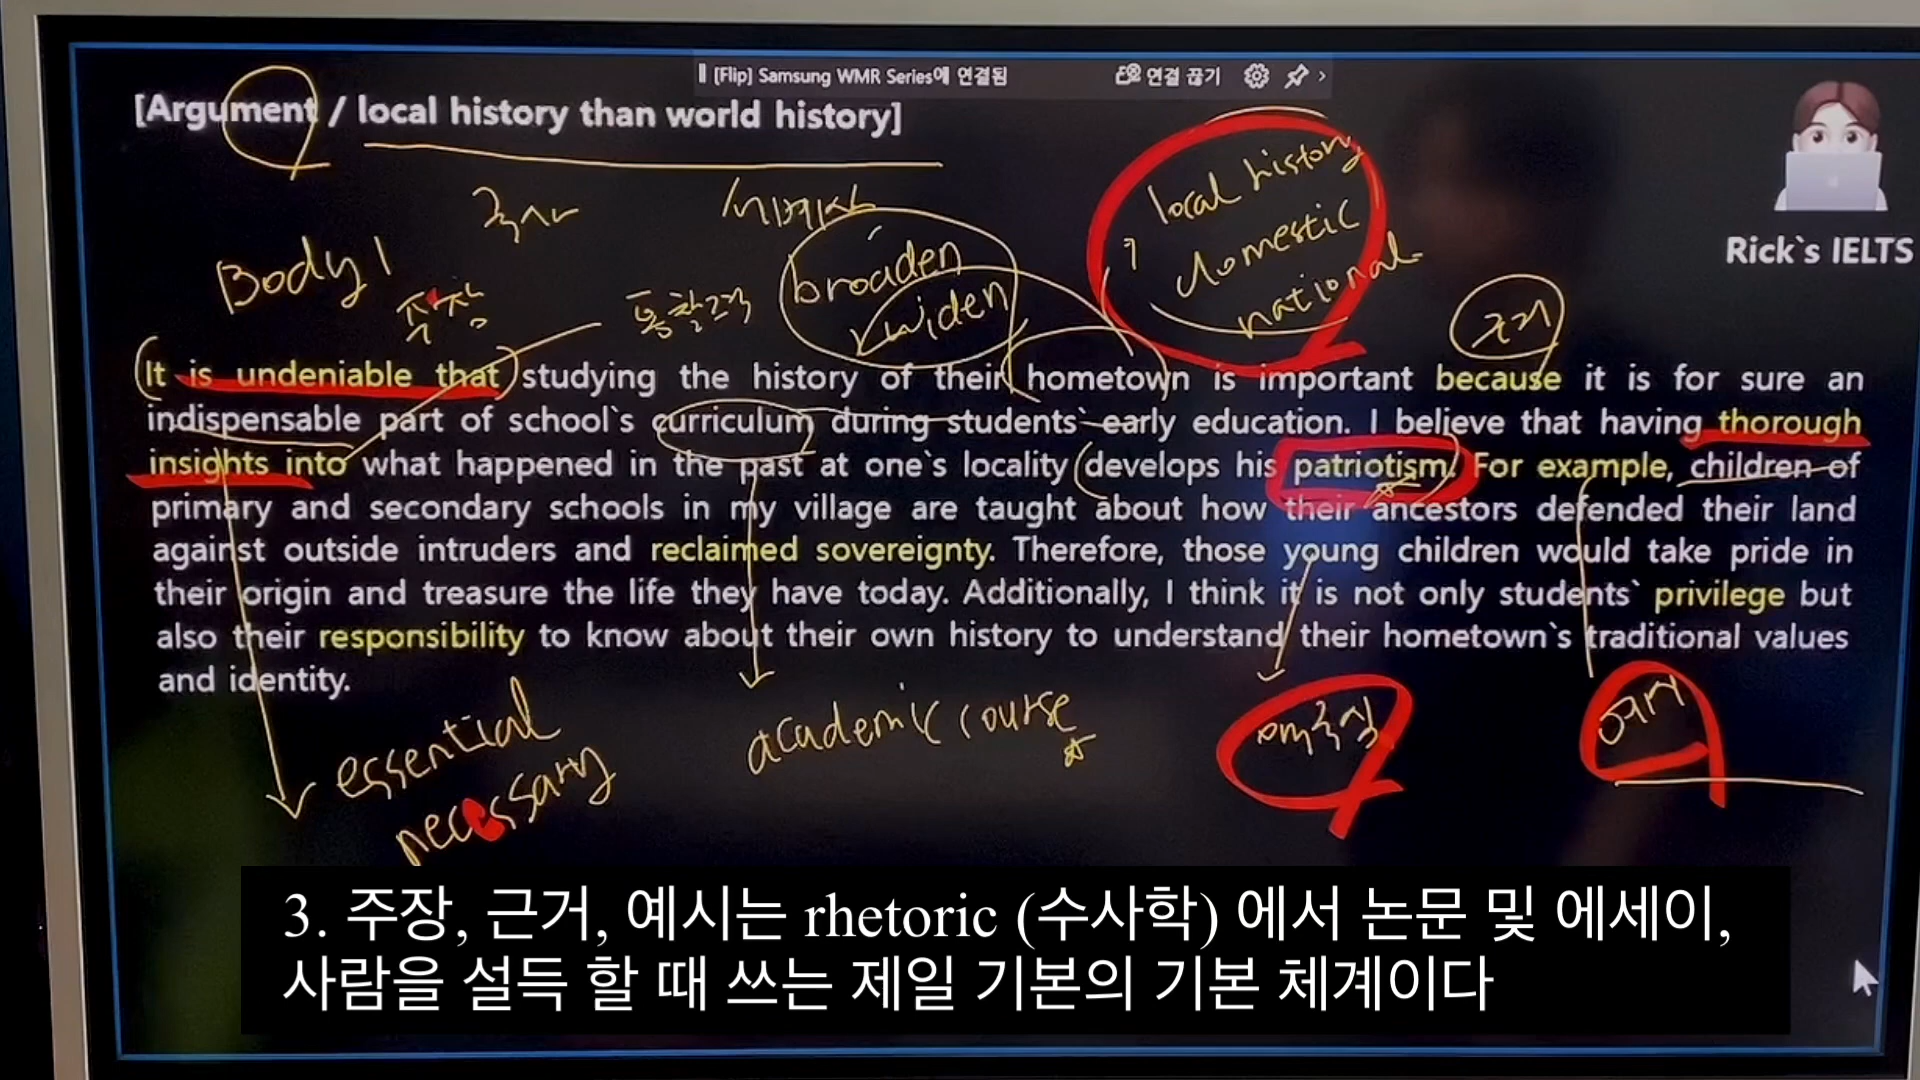 [Flip] Samsung WMR Series에 연결됨
연결 끊기
[Argument / local history than world history]
Rick`s IELTS
국사
세계사
local history
domestic
national
Body 1
주장
통찰력
broaden
widen
근거
It is undeniable that studying the history of their hometown is important because it is for sure an
indispensable part of school`s curriculum during students` early education. I believe that having thorough
insights into what happened in the past at one`s locality develops his patriotism. For example, children of
primary and secondary schools in my village are taught about how their ancestors defended their land
against outside intruders and reclaimed sovereignty. Therefore, those young children would take pride in
their origin and treasure the life they have today. Additionally, I think it is not only students` privilege but
also their responsibility to know about their own history to understand their hometown`s traditional values
and identity.
essential
necessary
academic course
애국심
예시
3. 주장, 근거, 예시는 rhetoric (수사학) 에서 논문 및 에세이,
사람을 설득 할 때 쓰는 제일 기본의 기본 체계이다